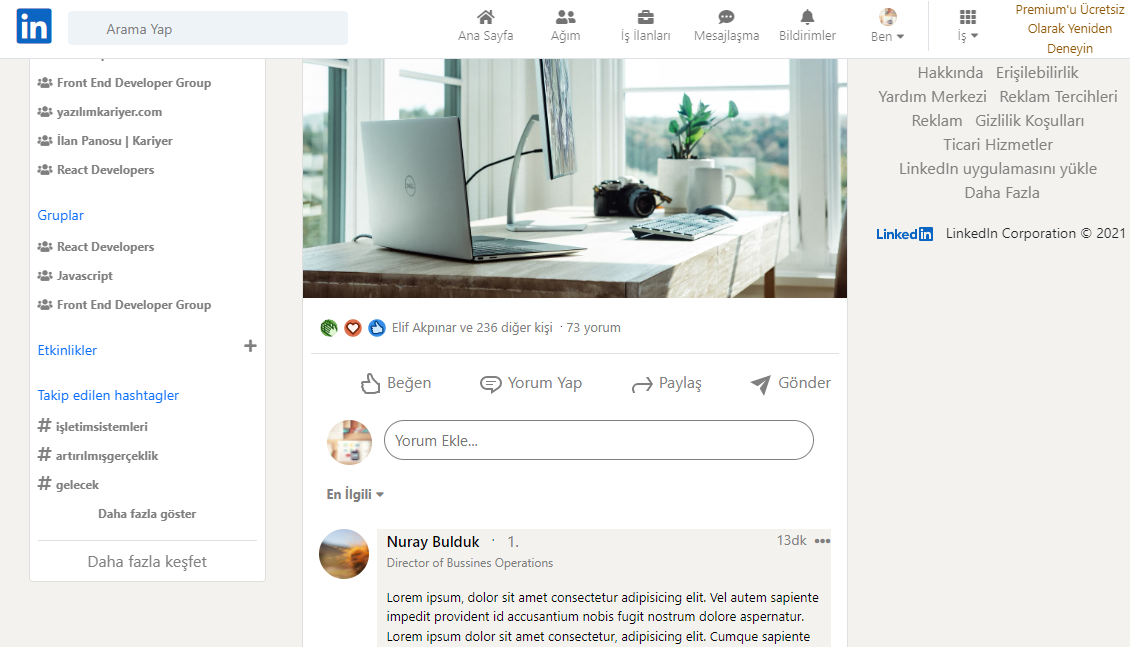 in
Arama Yap
Ana Sayfa
Ağım
İş İlanları
Mesajlaşma
Bildirimler
Ben
İş
Premium'u Ücretsiz
Olarak Yeniden
Deneyin
Front End Developer Group
yazılımkariyer.com
İlan Panosu | Kariyer
React Developers
Gruplar
React Developers
Javascript
Front End Developer Group
Etkinlikler
Takip edilen hashtagler
# işletimsistemleri
# artırılmışgerçeklik
# gelecek
Daha fazla göster
Daha fazla keşfet
DELL
Elif Akpınar ve 236 diğer kişi · 73 yorum
Beğen
Yorum Yap
Paylaş
Gönder
Yorum Ekle...
En İlgili
Nuray Bulduk · 1.
13dk
Director of Bussines Operations
Lorem ipsum, dolor sit amet consectetur adipisicing elit. Vel autem sapiente
impedit provident id accusantium nobis fugit nostrum dolore aspernatur.
Lorem ipsum dolor sit amet consectetur, adipisicing elit. Cumque sapiente
Hakkında Erişilebilirlik
Yardım Merkezi Reklam Tercihleri
Reklam Gizlilik Koşulları
Ticari Hizmetler
LinkedIn uygulamasını yükle
Daha Fazla
Linkedin LinkedIn Corporation © 2021